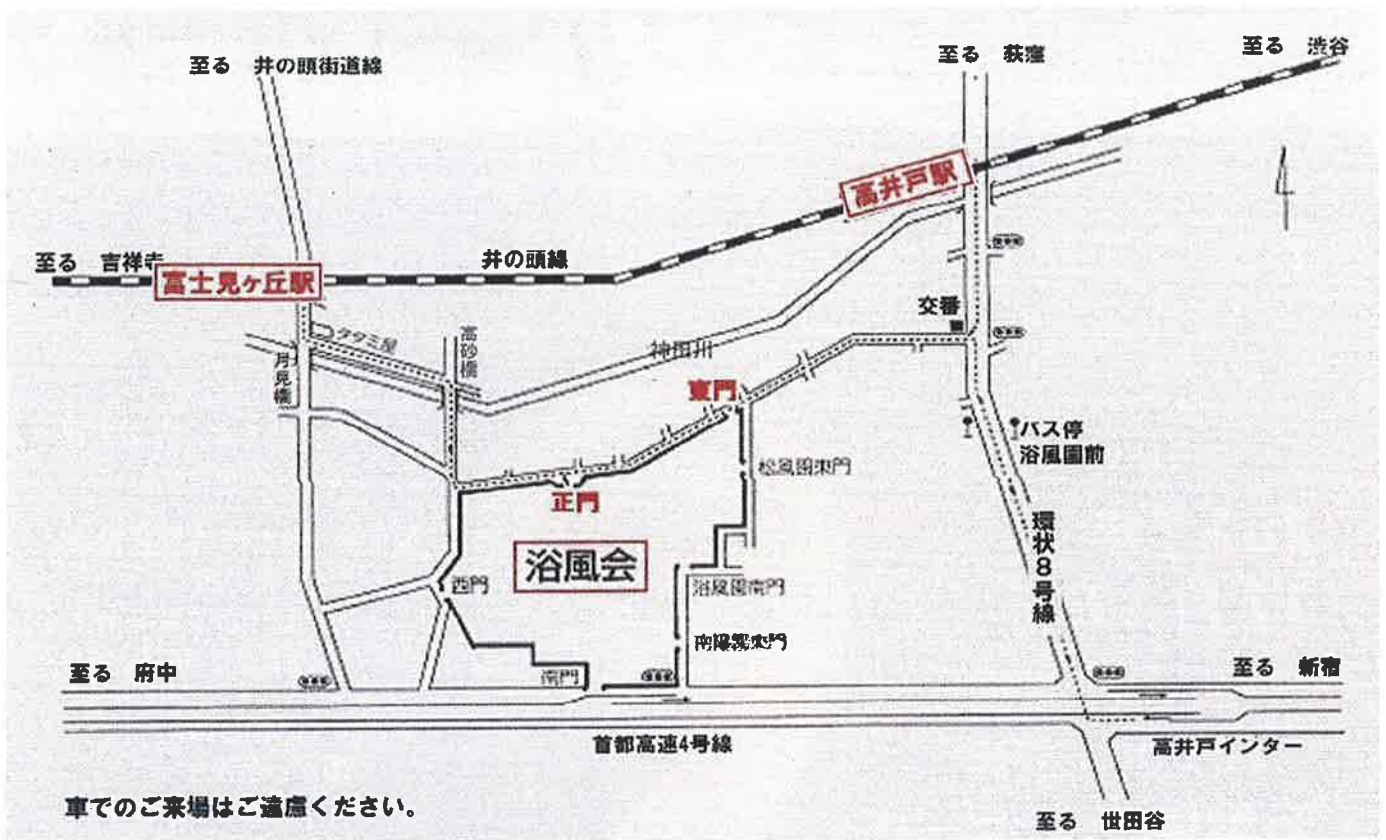 至る 井の頭街道線
至る 荻窪
至る 渋谷
高井戸駅
至る 吉祥寺
富士見ヶ丘駅
井の頭線
タタミ屋
高砂橋
月見橋
神田川
交番
東門
バス停
浴風園前
松風園東門
正門
浴風会
環状8号線
西門
浴風園南門
南陽園東門
至る 府中
南門
至る 新宿
首都高速4号線
高井戸インター
車でのご来場はご遠慮ください。
至る 世田谷